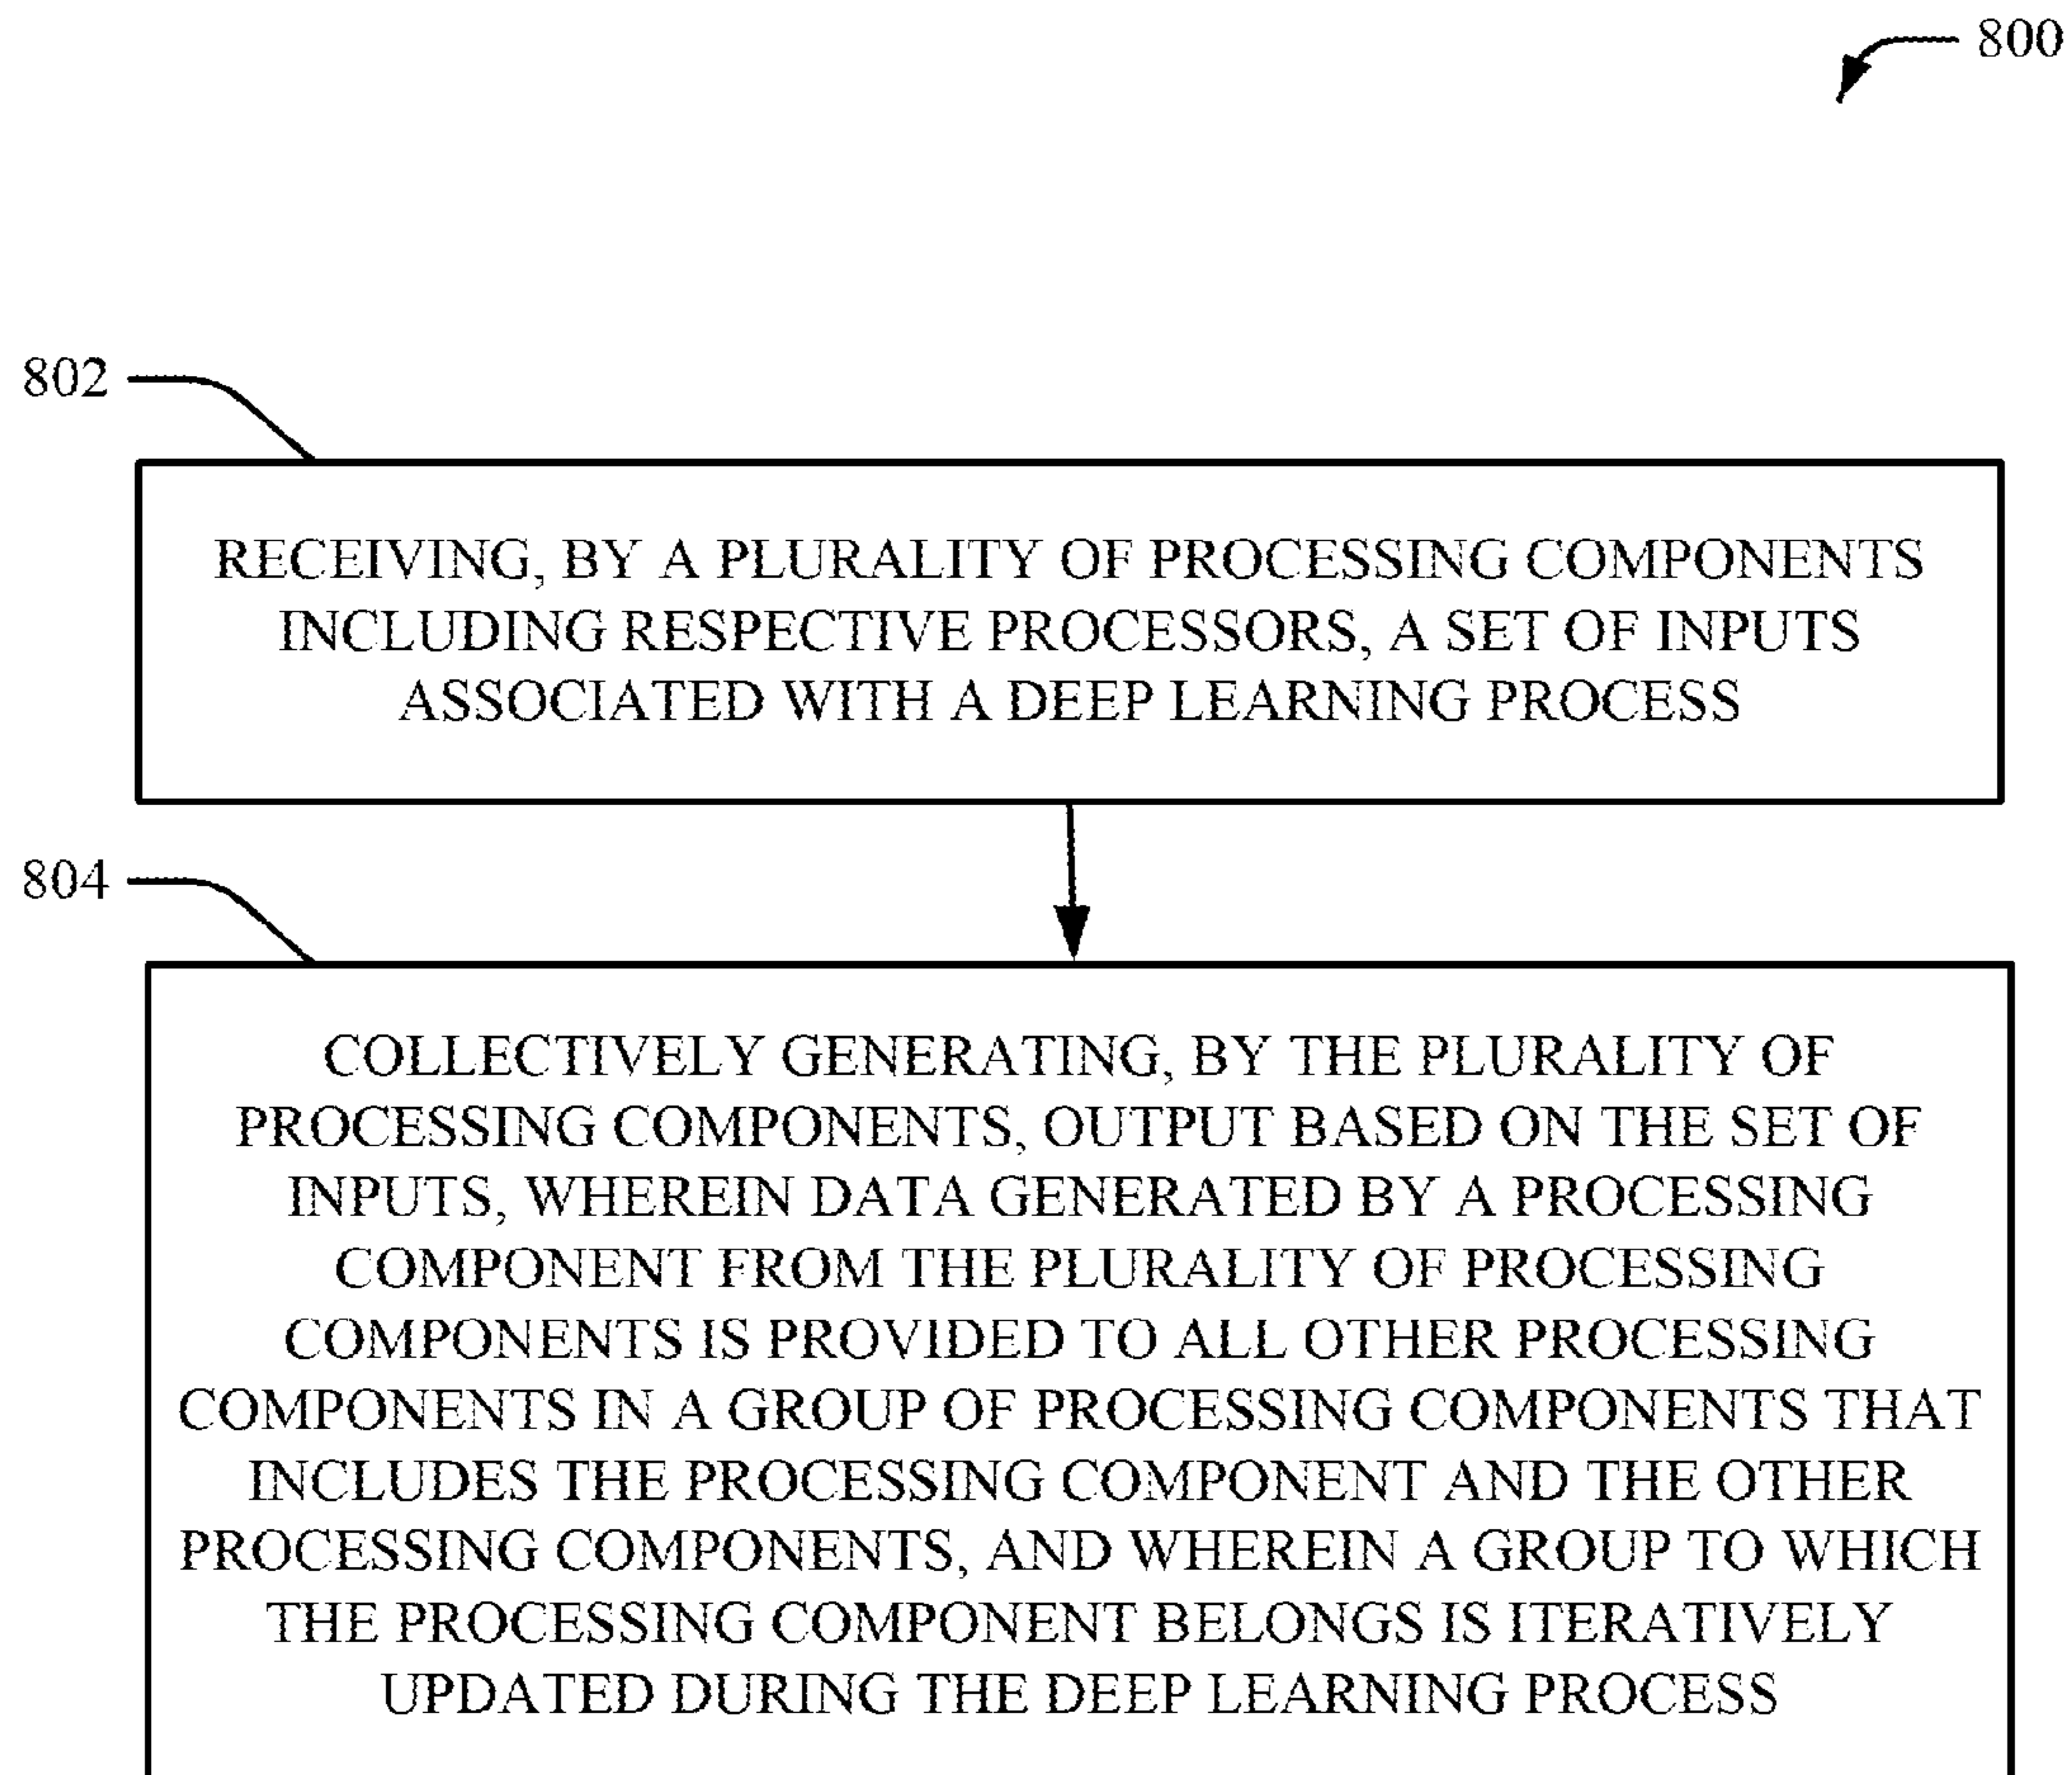 800
802
RECEIVING, BY A PLURALITY OF PROCESSING COMPONENTS
INCLUDING RESPECTIVE PROCESSORS, A SET OF INPUTS
ASSOCIATED WITH A DEEP LEARNING PROCESS
804
COLLECTIVELY GENERATING, BY THE PLURALITY OF
PROCESSING COMPONENTS, OUTPUT BASED ON THE SET OF
INPUTS, WHEREIN DATA GENERATED BY A PROCESSING
COMPONENT FROM THE PLURALITY OF PROCESSING
COMPONENTS IS PROVIDED TO ALL OTHER PROCESSING
COMPONENTS IN A GROUP OF PROCESSING COMPONENTS THAT
INCLUDES THE PROCESSING COMPONENT AND THE OTHER
PROCESSING COMPONENTS, AND WHEREIN A GROUP TO WHICH
THE PROCESSING COMPONENT BELONGS IS ITERATIVELY
UPDATED DURING THE DEEP LEARNING PROCESS